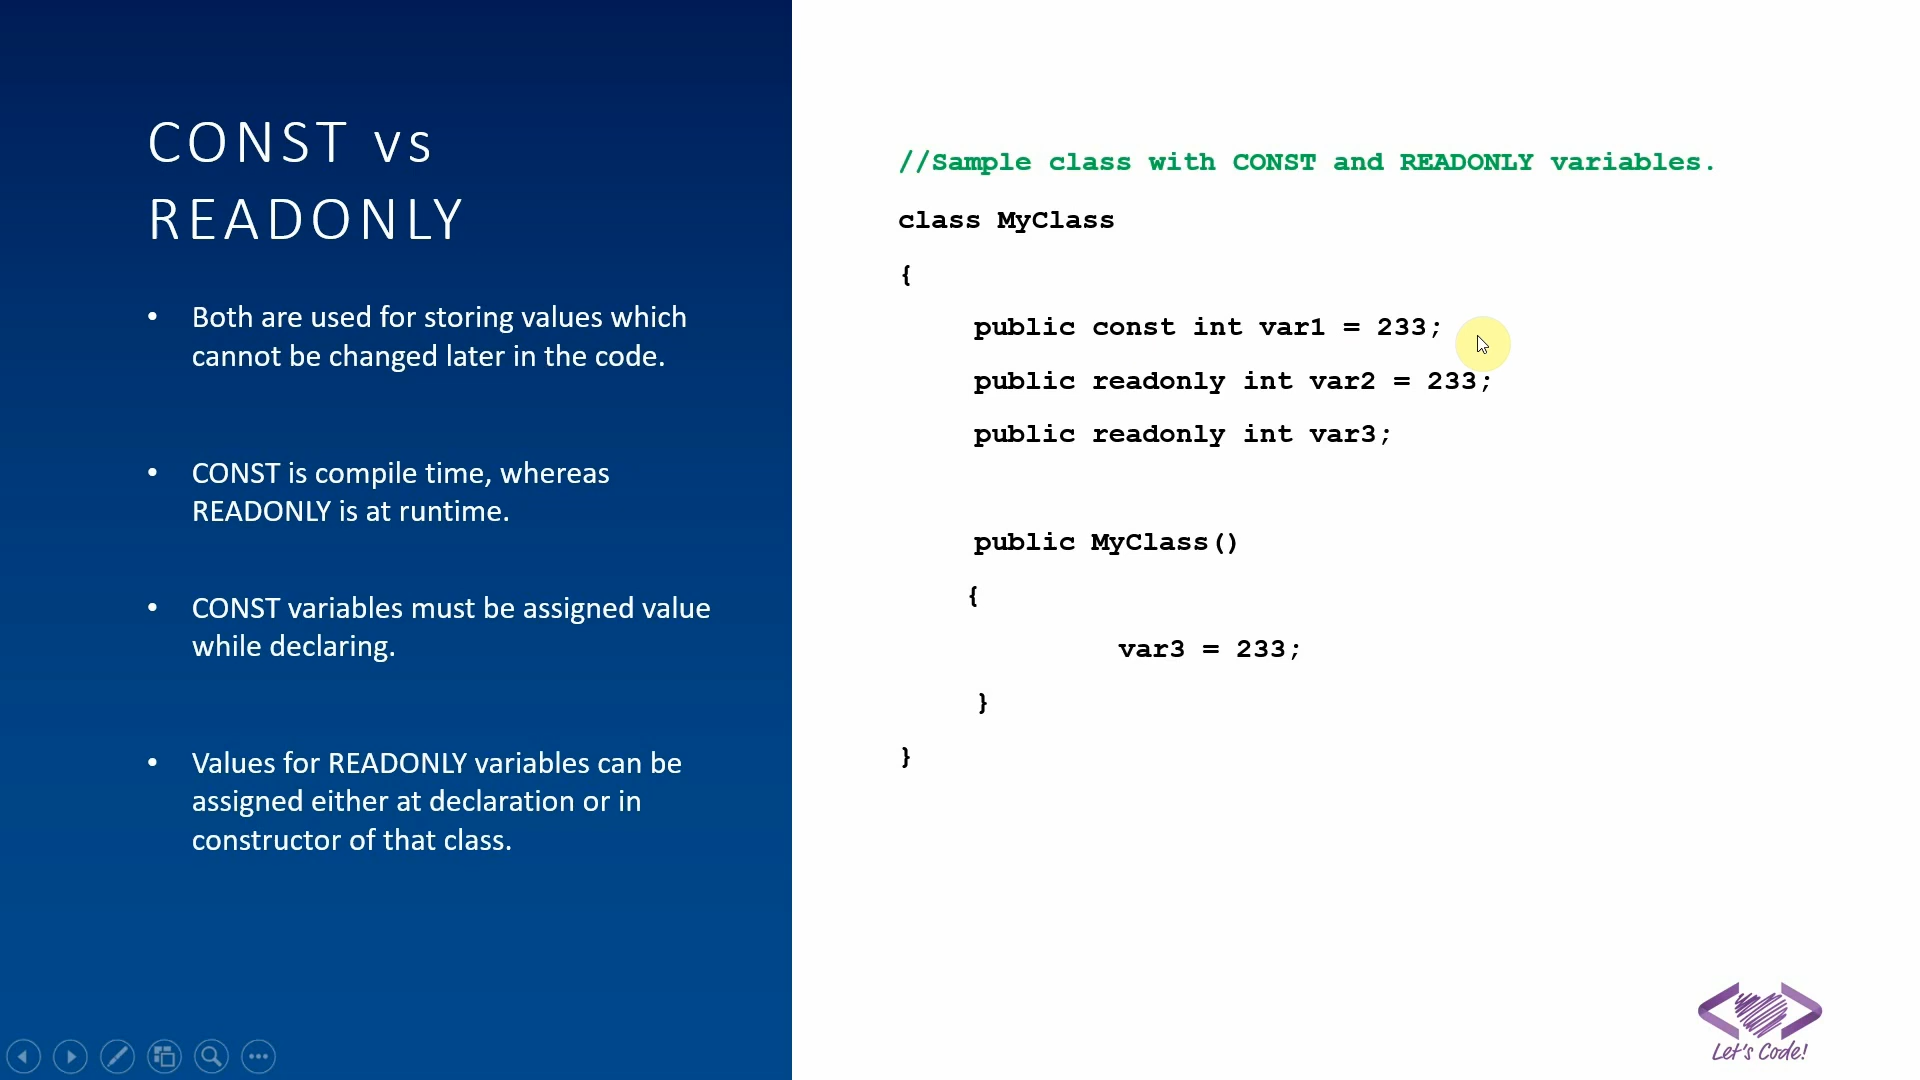 CONST vs
READONLY
• Both are used for storing values which
cannot be changed later in the code.
• CONST is compile time, whereas
READONLY is at runtime.
• CONST variables must be assigned value
while declaring.
• Values for READONLY variables can be
assigned either at declaration or in
constructor of that class.
//Sample class with CONST and READONLY variables.
class MyClass
{
public const int var1 = 233;
public readonly int var2 = 233;
public readonly int var3;
public MyClass()
{
var3 = 233;
}
}
Let's Code!